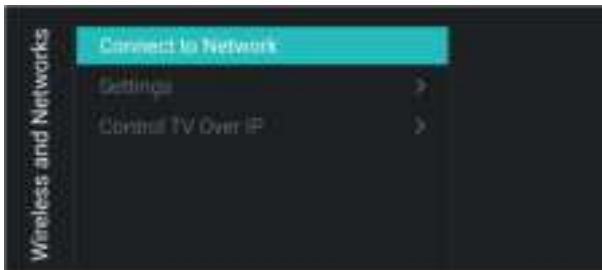 Wireless and Networks
Connect to Network
Settings
Control TV Over IP